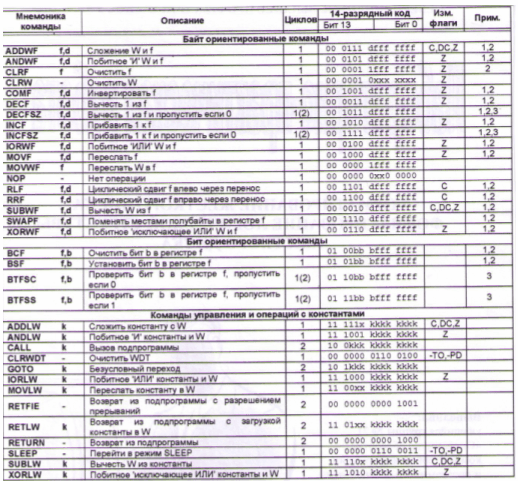 Мнемоника команды Описание Циклов 14-разрядный код Изм. флаги Прим.
Бит 13 Бит 0
Байт ориентированные команды
ADDWF f,d Сложение W и f 1 00 0111 dfff ffff C,DC,Z 1,2
ANDWF f,d Побитное 'И' W и f 1 00 0101 dfff ffff Z 1,2
CLRF f Очистить f 1 00 0001 1fff ffff Z 2
CLRW - Очистить W 1 00 0001 0xxx xxxx Z
COMF f,d Инвертировать f 1 00 1001 dfff ffff Z 1,2
DECF f,d Вычесть 1 из f 1 00 0011 dfff ffff Z 1,2
DECFSZ f,d Вычесть 1 из f и пропустить если 0 1(2) 00 1011 dfff ffff 1,2,3
INCF f,d Прибавить 1 к f 1 00 1010 dfff ffff Z 1,2
INCFSZ f,d Прибавить 1 к f и пропустить если 0 1(2) 00 1111 dfff ffff 1,2,3
IORWF f,d Побитное 'ИЛИ' W и f 1 00 0100 dfff ffff Z 1,2
MOVF f,d Переслать f 1 00 1000 dfff ffff Z 1,2
MOVWF f Переслать W в f 1 00 0000 1fff ffff
NOP - Нет операции 1 00 0000 0xx0 0000
RLF f,d Циклический сдвиг f влево через перенос 1 00 1101 dfff ffff C 1,2
RRF f,d Циклический сдвиг f вправо через перенос 1 00 1100 dfff ffff C 1,2
SUBWF f,d Вычесть W из f 1 00 0010 dfff ffff C,DC,Z 1,2
SWAPF f,d Поменять местами полубайты в регистре f 1 00 1110 dfff ffff 1,2
XORWF f,d Побитное 'исключающее ИЛИ' W и f 1 00 0110 dfff ffff Z 1,2
Бит ориентированные команды
BCF f,b Очистить бит b в регистре f 1 01 00bb bfff ffff 1,2
BSF f,b Установить бит b в регистре f 1 01 01bb bfff ffff 1,2
BTFSC f,b Проверить бит b в регистре f, пропустить если 0 1(2) 01 10bb bfff ffff 3
BTFSS f,b Проверить бит b в регистре f, пропустить если 1 1(2) 01 11bb bfff ffff 3
Команды управления и операций с константами
ADDLW k Сложить константу с W 1 11 111x kkkk kkkk C,DC,Z
ANDLW k Побитное 'И' константы и W 1 11 1001 kkkk kkkk Z
CALL k Вызов подпрограммы 2 10 0kkk kkkk kkkk
CLRWDT - Очистить WDT 1 00 0000 0110 0100 -TO,-PD
GOTO k Безусловный переход 2 10 1kkk kkkk kkkk
IORLW k Побитное 'ИЛИ' константы и W 1 11 1000 kkkk kkkk Z
MOVLW k Переслать константу в W 1 11 00xx kkkk kkkk
RETFIE - Возврат из подпрограммы с разрешением прерываний 2 00 0000 0000 1001
RETLW k Возврат из подпрограммы с загрузкой константы в W 2 11 01xx kkkk kkkk
RETURN - Возврат из подпрограммы 2 00 0000 0000 1000
SLEEP - Перейти в режим SLEEP 1 00 0000 0110 0011 -TO,-PD
SUBLW k Вычесть W из константы 1 11 110x kkkk kkkk C,DC,Z
XORLW k Побитное 'исключающее ИЛИ' константы и W 1 11 1010 kkkk kkkk Z